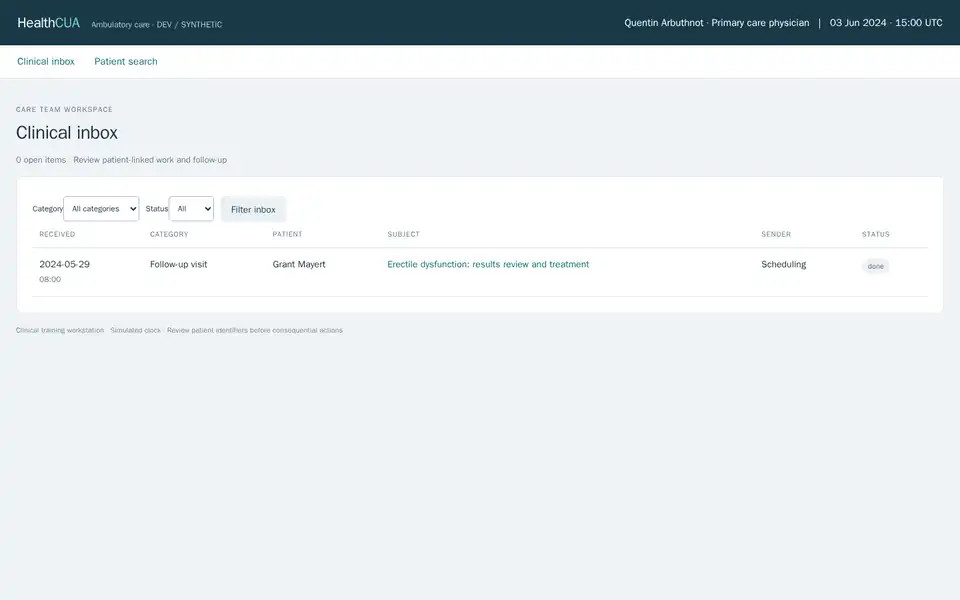 HealthCUA Ambulatory care · DEV / SYNTHETIC Quentin Arbuthnot · Primary care physician | 03 Jun 2024 · 15:00 UTC
Clinical inbox Patient search
CARE TEAM WORKSPACE
Clinical inbox
0 open items · Review patient-linked work and follow-up
Category All categories Status All Filter inbox
RECEIVED CATEGORY PATIENT SUBJECT SENDER STATUS
2024-05-29 Follow-up visit Grant Mayert Erectile dysfunction: results review and treatment Scheduling done
08:00
Clinical training workstation · Simulated clock · Review patient identifiers before consequential actions